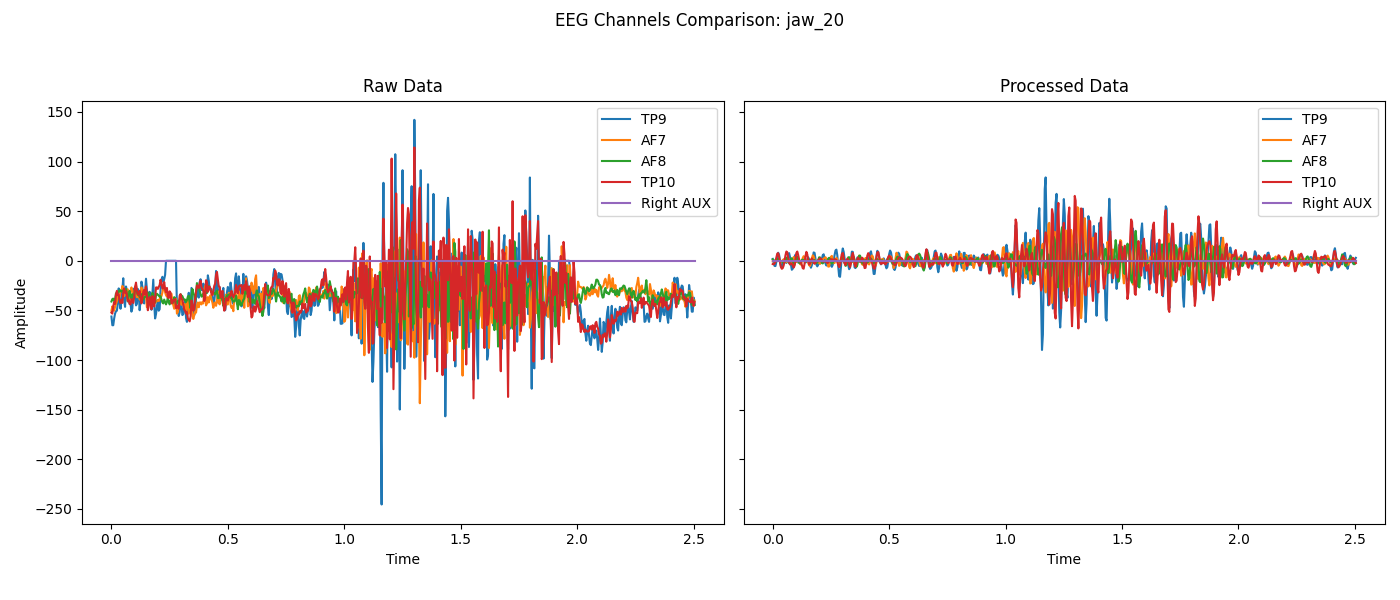 EEG Channels Comparison: jaw_20
Raw Data
Processed Data
150
100
50
0
−50
−100
−150
−200
−250
Amplitude
TP9
AF7
AF8
TP10
Right AUX
TP9
AF7
AF8
TP10
Right AUX
0.0 0.5 1.0 1.5 2.0 2.5
0.0 0.5 1.0 1.5 2.0 2.5
Time
Time